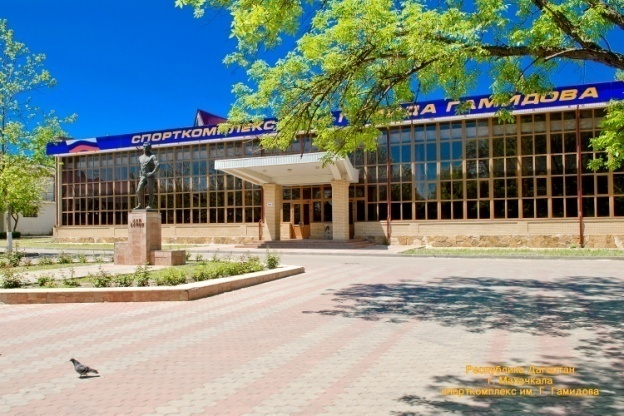 СПОРТКОМПЛЕКС
ГАМИДОВА
Республика Дагестан
г. Махачкала
спорткомплекс им. Г. Гамидова